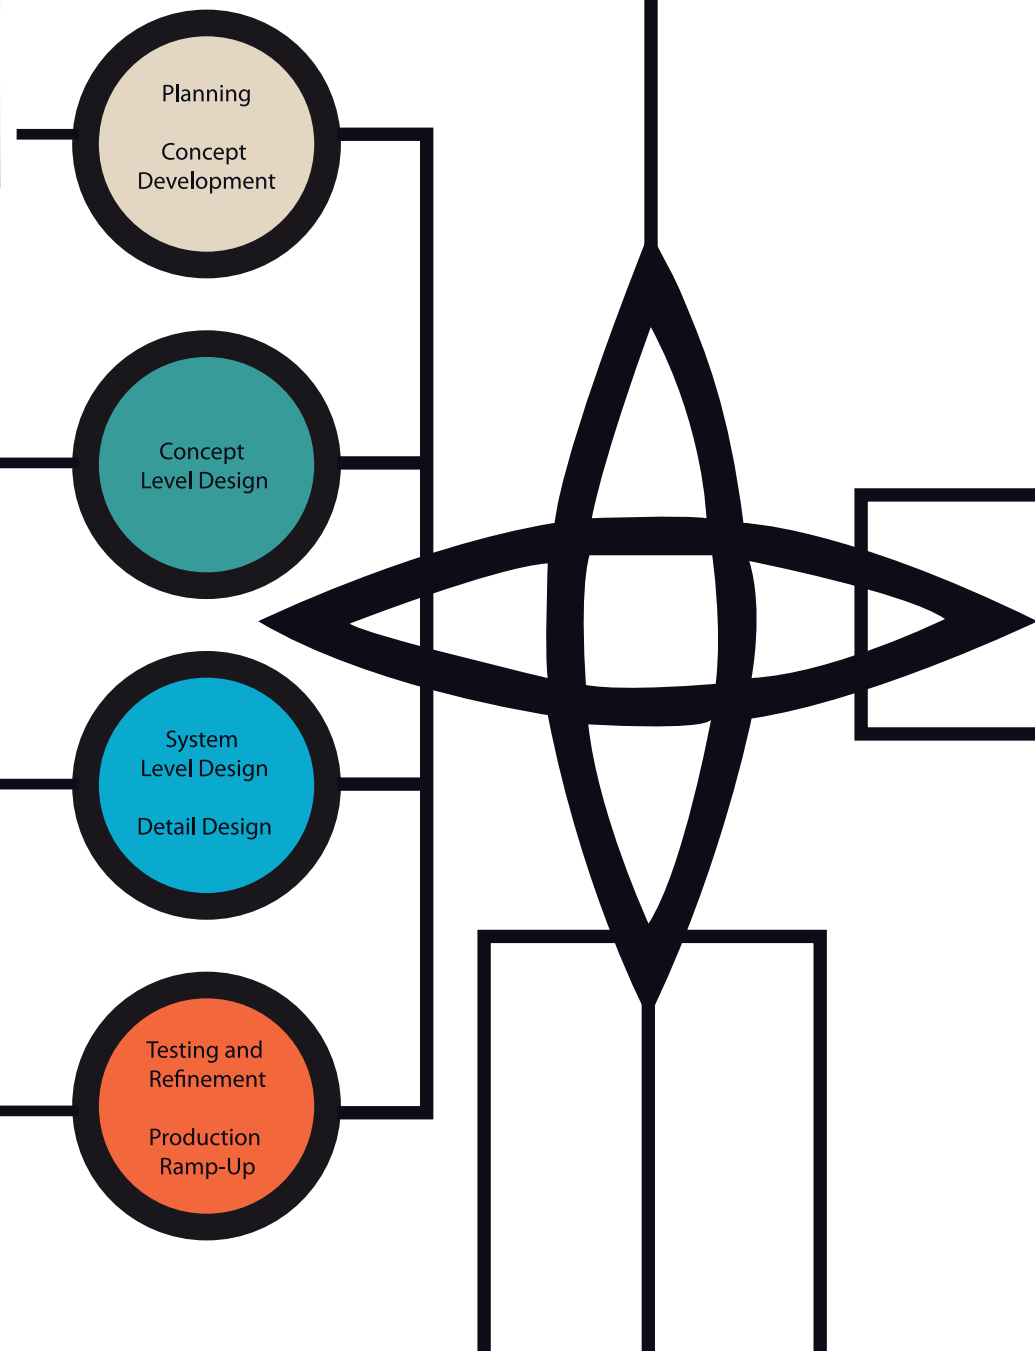 Planning
Concept
Development
Concept
Level Design
System
Level Design
Detail Design
Testing and
Refinement
Production
Ramp-Up